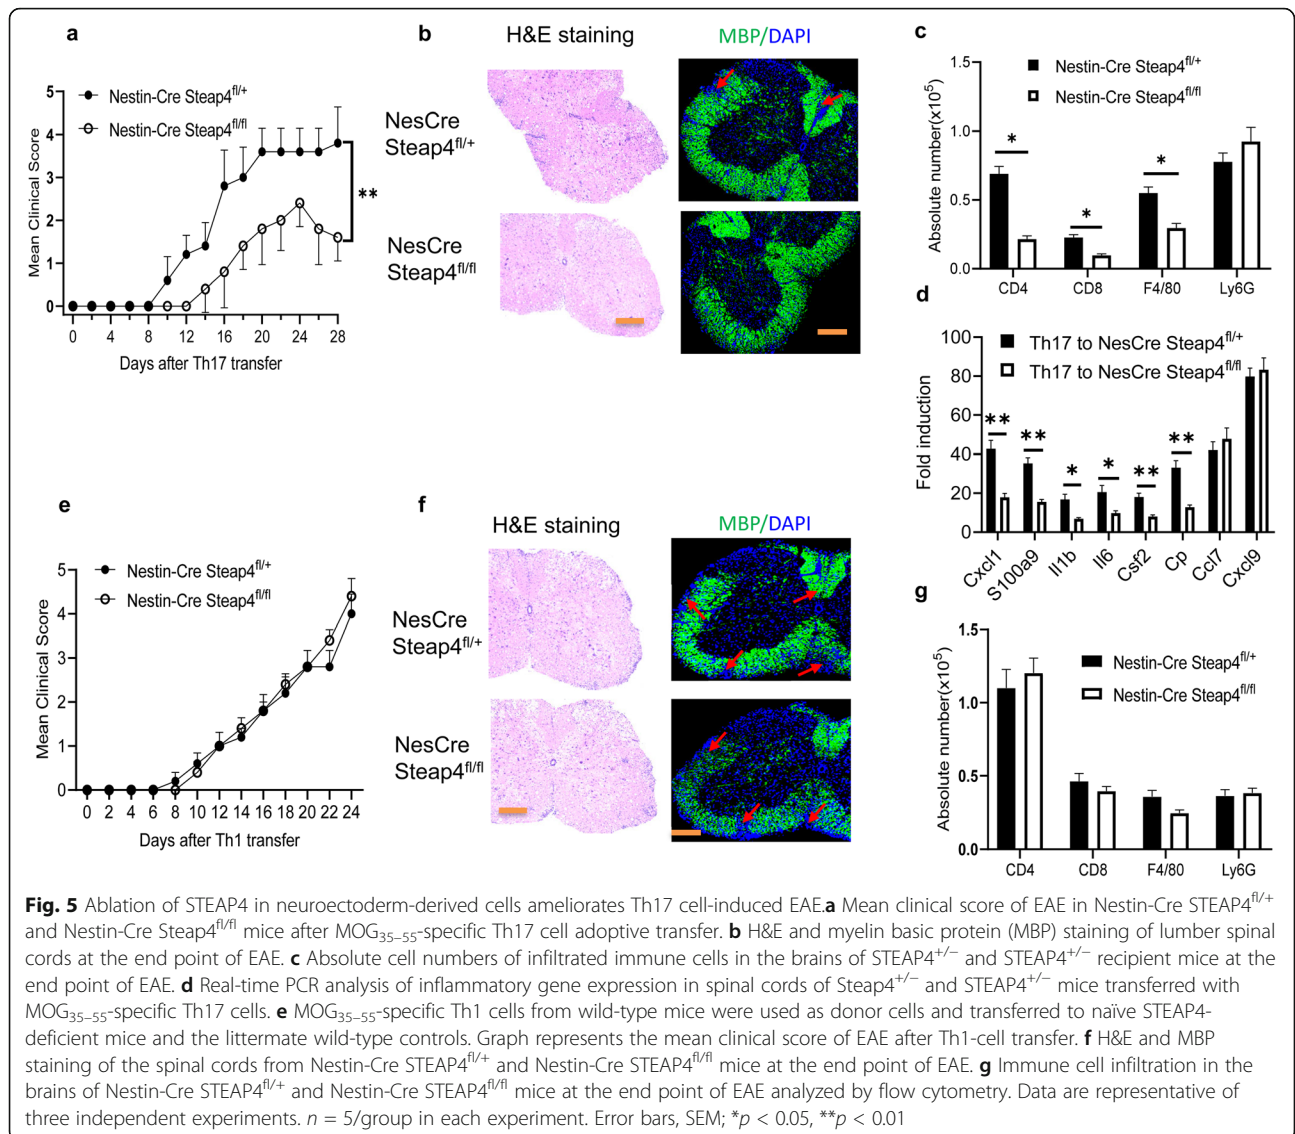 a
Nestin-Cre Steap4fl/+
Nestin-Cre Steap4fl/fl
Mean Clinical Score
5
4
3
2
1
0
**
0 4 8 12 16 20 24 28
Days after Th17 transfer
b
H&E staining
MBP/DAPI
NesCre
Steap4fl/+
NesCre
Steap4fl/fl
c
Nestin-Cre Steap4fl/+
Nestin-Cre Steap4fl/fl
Absolute number(x10⁵)
1.5
1.0
0.5
0.0
* * *
CD4 CD8 F4/80 Ly6G
d
Th17 to NesCre Steap4fl/+
Th17 to NesCre Steap4fl/fl
Fold induction
100
80
60
40
20
0
** ** * * ** **
Cxcl1 S100a9 Il1b Il6 Csf2 Cp Ccl7 Cxcl9
e
Nestin-Cre Steap4fl/+
Nestin-Cre Steap4fl/fl
Mean Clinical Score
5
4
3
2
1
0
0 2 4 6 8 10 12 14 16 18 20 22 24
Days after Th1 transfer
f
H&E staining
MBP/DAPI
NesCre
Steap4fl/+
NesCre
Steap4fl/fl
g
Nestin-Cre Steap4fl/+
Nestin-Cre Steap4fl/fl
Absolute number(x10⁵)
1.5
1.0
0.5
0.0
CD4 CD8 F4/80 Ly6G
Fig. 5 Ablation of STEAP4 in neuroectoderm-derived cells ameliorates Th17 cell-induced EAE.a Mean clinical score of EAE in Nestin-Cre STEAP4fl/+
and Nestin-Cre Steap4fl/fl mice after MOG35–55-specific Th17 cell adoptive transfer. b H&E and myelin basic protein (MBP) staining of lumber spinal
cords at the end point of EAE. c Absolute cell numbers of infiltrated immune cells in the brains of STEAP4+/− and STEAP4+/− recipient mice at the
end point of EAE. d Real-time PCR analysis of inflammatory gene expression in spinal cords of Steap4+/− and STEAP4+/− mice transferred with
MOG35–55-specific Th17 cells. e MOG35–55-specific Th1 cells from wild-type mice were used as donor cells and transferred to naïve STEAP4-
deficient mice and the littermate wild-type controls. Graph represents the mean clinical score of EAE after Th1-cell transfer. f H&E and MBP
staining of the spinal cords from Nestin-Cre STEAP4fl/+ and Nestin-Cre STEAP4fl/fl mice at the end point of EAE. g Immune cell infiltration in the
brains of Nestin-Cre STEAP4fl/+ and Nestin-Cre STEAP4fl/fl mice at the end point of EAE analyzed by flow cytometry. Data are representative of
three independent experiments. n = 5/group in each experiment. Error bars, SEM; *p < 0.05, **p < 0.01